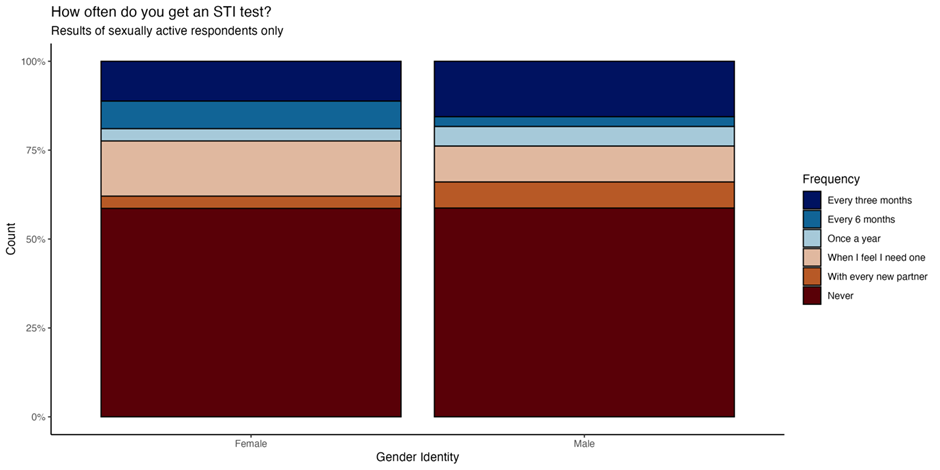 How often do you get an STI test?
Results of sexually active respondents only
100%
75%
50%
25%
0%
Count
Female
Male
Gender Identity
Frequency
Every three months
Every 6 months
Once a year
When I feel I need one
With every new partner
Never